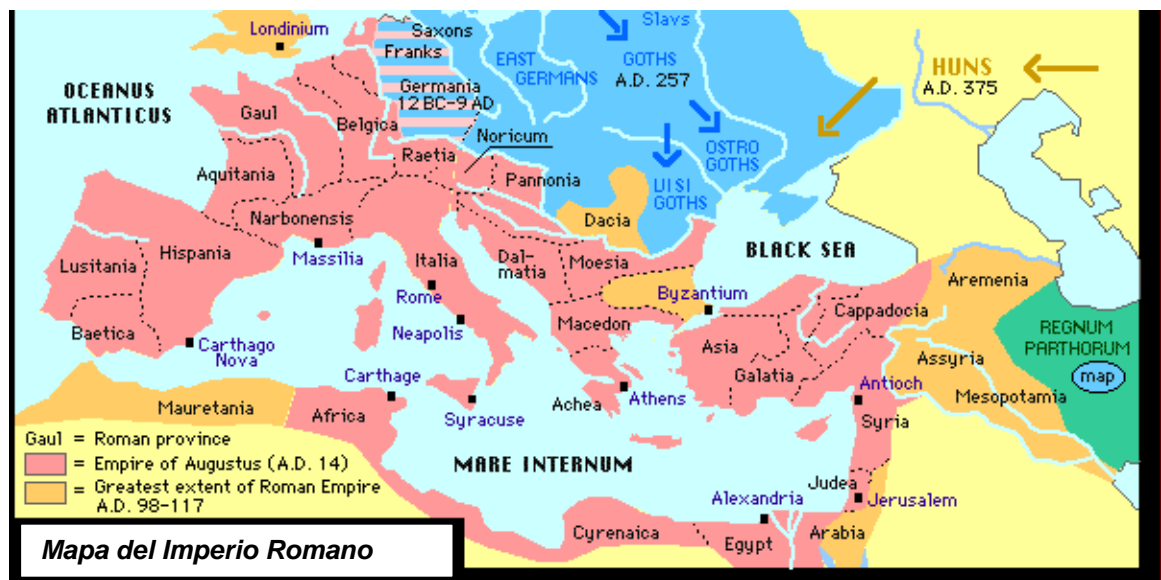 Londinium
Saxons
Slavs
Franks
EAST
GERMANS
GOTHS
A.D. 257
HUNS
A.D. 375
OCEANUS
ATLANTICUS
Germania
12 BC-9 AD
Gaul
Belgica
Noricum
OSTRO
GOTHS
Raetia
Aquitania
Pannonia
UISI
GOTHS
Narbonensis
Dacia
BLACK SEA
Hispania
Massilia
Italia
Dal-
matia
Moesia
Lusitania
Aremenia
Rome
Byzantium
Cappadocia
Baetica
Neapolis
Macedon
REGNUM
PARTHORUM
map
Carthago
Nova
Asia
Assyria
Carthage
Galatia
Antioch
Mesopotamia
Mauretania
Africa
Syracuse
Achea
Athens
Syria
Gaul = Roman province
= Empire of Augustus (A.D. 14)
= Greatest extent of Roman Empire
A.D. 98-117
MARE INTERNUM
Judea
Alexandria
Jerusalem
Cyrenaica
Egypt
Arabia
Mapa del Imperio Romano